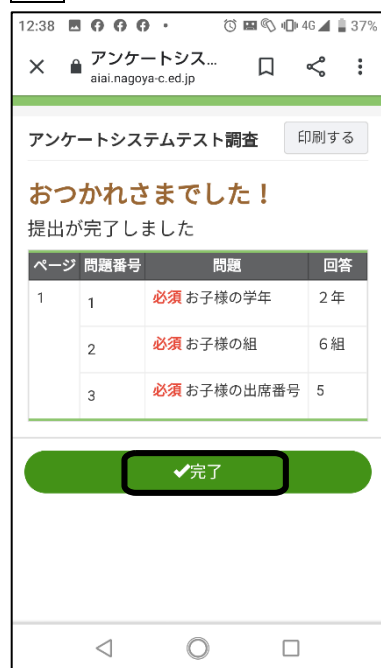 12:38 4G 37%
アンケートシス...
aiai.nagoya-c.ed.jp
アンケートシステムテスト調査 印刷する
おつかれさまでした！
提出が完了しました
ページ 問題番号 問題 回答
1 1 必須 お子様の学年 2年
2 必須 お子様の組 6組
3 必須 お子様の出席番号 5
✔完了